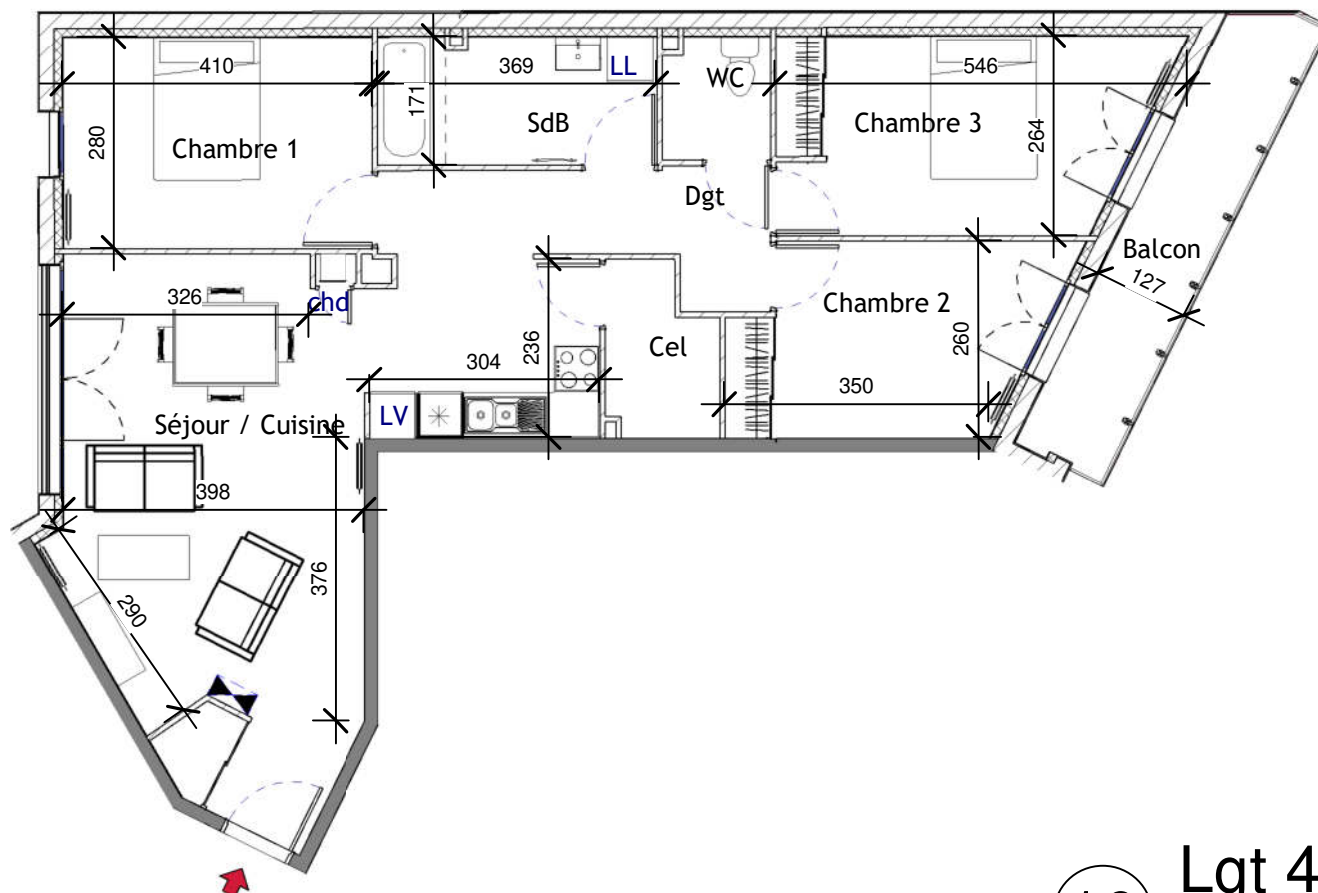 410
369
LL
WC
546
171
SdB
Chambre 3
280
Chambre 1
264
Dgt
Balcon
127
326
chd
Chambre 2
Cel
236
260
304
350
LV
Séjour / Cuisine
398
376
290
Lgt 4